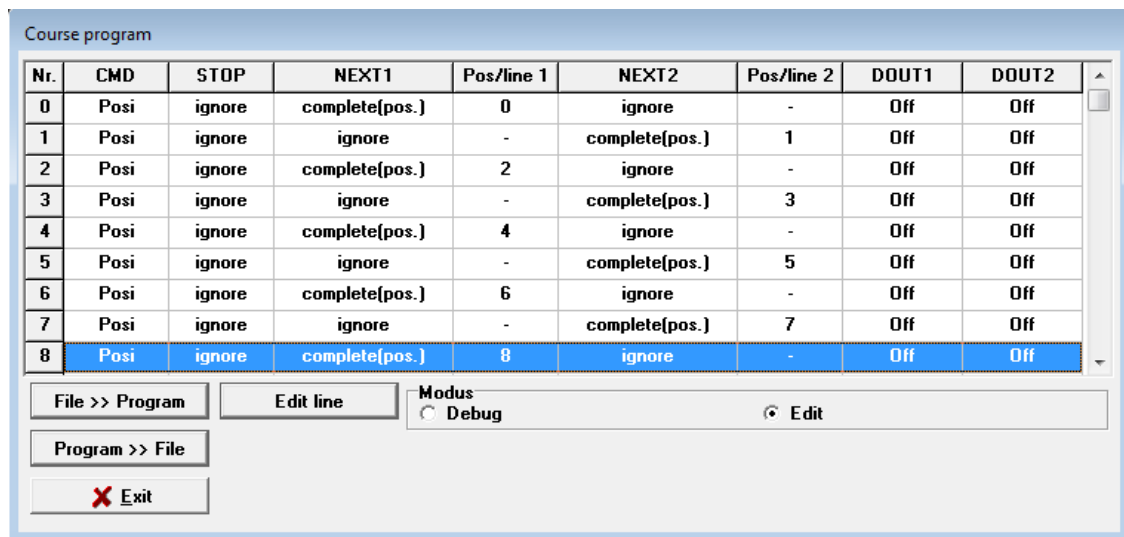 Course program
Nr. CMD STOP NEXT1 Pos/line 1 NEXT2 Pos/line 2 DOUT1 DOUT2
0 Posi ignore complete(pos.) 0 ignore - Off Off
1 Posi ignore ignore - complete(pos.) 1 Off Off
2 Posi ignore complete(pos.) 2 ignore - Off Off
3 Posi ignore ignore - complete(pos.) 3 Off Off
4 Posi ignore complete(pos.) 4 ignore - Off Off
5 Posi ignore ignore - complete(pos.) 5 Off Off
6 Posi ignore complete(pos.) 6 ignore - Off Off
7 Posi ignore ignore - complete(pos.) 7 Off Off
8 Posi ignore complete(pos.) 8 ignore - Off Off
File >> Program Edit line Modus
Debug Edit
Program >> File
Exit